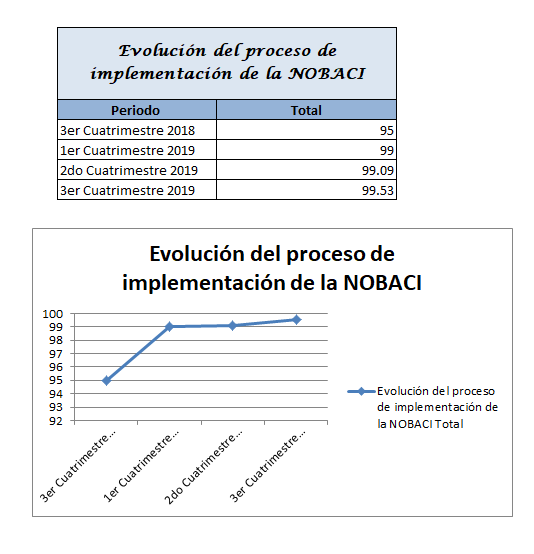 Evolución del proceso de
implementación de la NOBACI
Periodo Total
3er Cuatrimestre 2018 95
1er Cuatrimestre 2019 99
2do Cuatrimestre 2019 99.09
3er Cuatrimestre 2019 99.53
Evolución del proceso de
implementación de la NOBACI
100
99
98
97
96
95
94
93
92
3er Cuatrimestre...
1er Cuatrimestre...
2do Cuatrimestre...
3er Cuatrimestre...
Evolución del proceso
de implementación de
la NOBACI Total